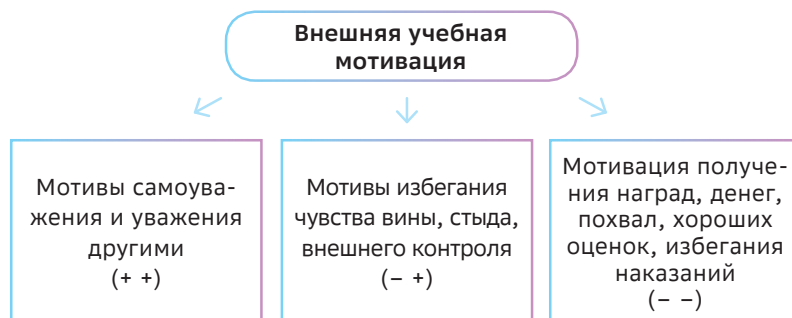 Внешняя учебная
мотивация
Мотивы самоува-
жения и уважения
другими
(+ +)
Мотивы избегания
чувства вины, стыда,
внешнего контроля
(– +)
Мотивация получе-
ния наград, денег,
похвал, хороших
оценок, избегания
наказаний
(– –)